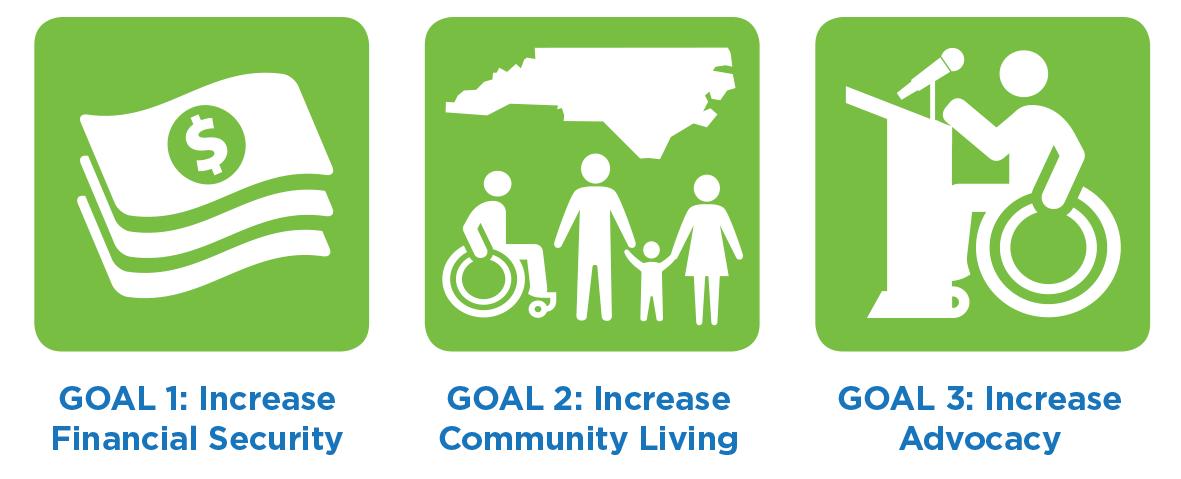 $
GOAL 1: Increase
Financial Security
GOAL 2: Increase
Community Living
GOAL 3: Increase
Advocacy